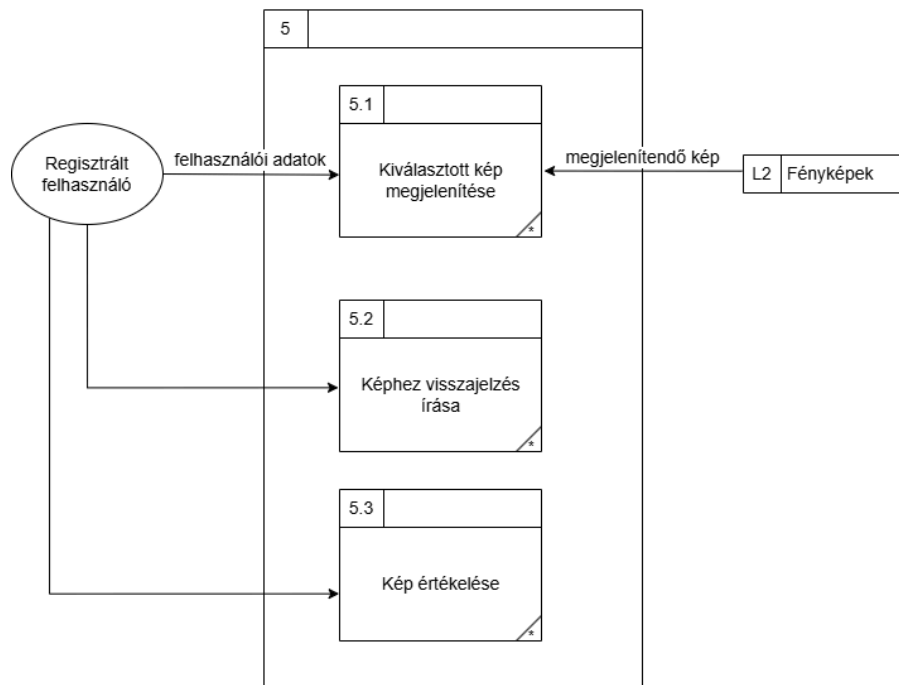 5
5.1
Regisztrált
felhasználó
felhasználói adatok
Kiválasztott kép
megjelenítése
*
megjelenítendő kép
L2 Fényképek
5.2
Képhez visszajelzés
írása
*
5.3
Kép értékelése
*